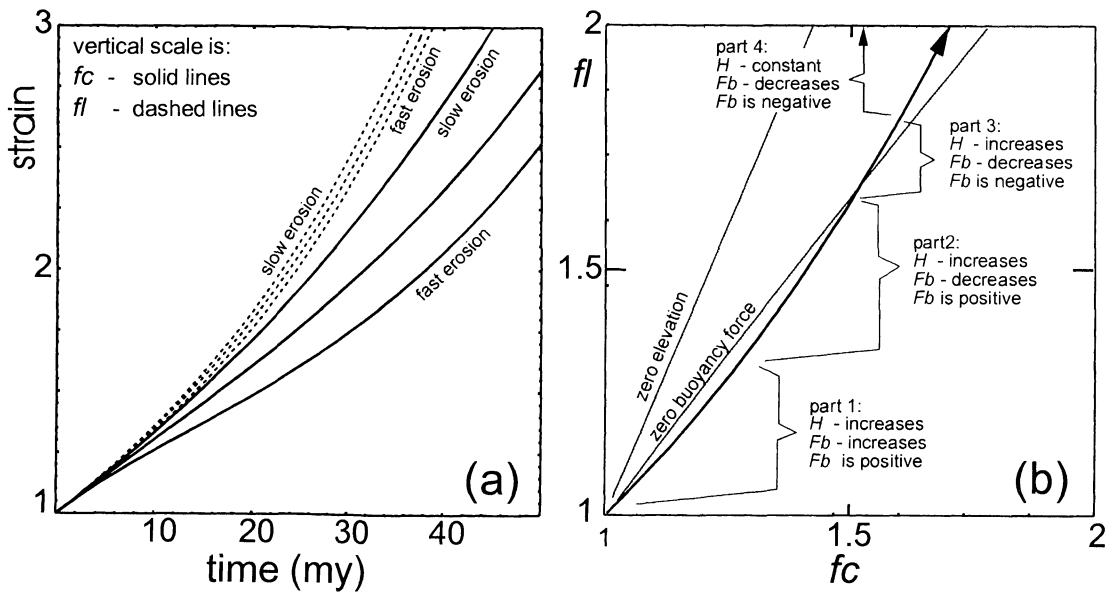 3
vertical scale is:
fc - solid lines
fl - dashed lines
fast erosion
slow erosion
slow erosion
fast erosion
strain
2
1
(a)
10
20
30
40
time (my)
2
fl
part 4:
H - constant
Fb - decreases
Fb is negative
part 3:
H - increases
Fb - decreases
Fb is negative
part2:
H - increases
Fb - decreases
Fb is positive
1.5
zero elevation
zero buoyancy force
part 1:
H - increases
Fb - increases
Fb is positive
(b)
1
1
1.5
2
fc